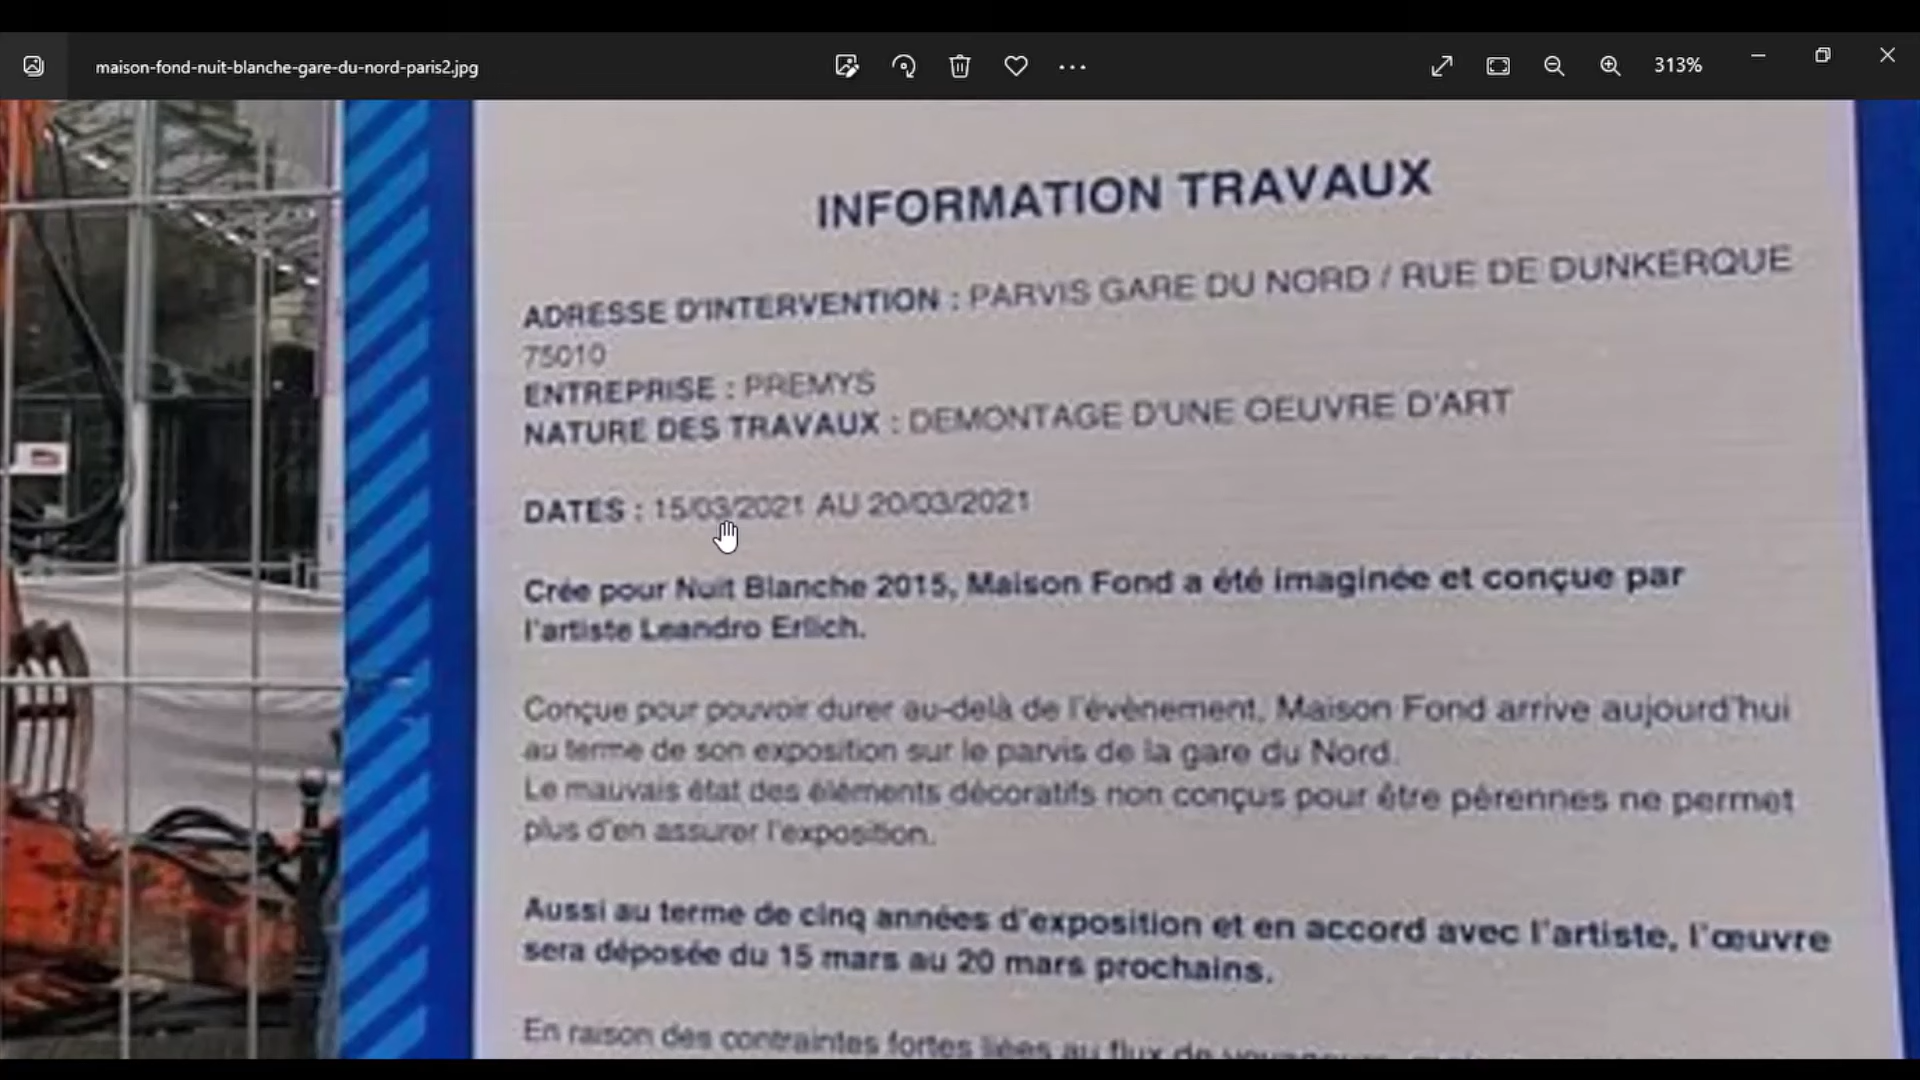 maison-fond-nuit-blanche-gare-du-nord-paris2.jpg
313%
INFORMATION TRAVAUX
ADRESSE D'INTERVENTION : PARVIS GARE DU NORD / RUE DE DUNKERQUE
75010
ENTREPRISE : PREMYS
NATURE DES TRAVAUX : DEMONTAGE D'UNE OEUVRE D'ART
DATES : 15/03/2021 AU 20/03/2021
Crée pour Nuit Blanche 2015, Maison Fond a été imaginée et conçue par
l'artiste Leandro Erlich.
Conçue pour pouvoir durer au-delà de l'évènement, Maison Fond arrive aujourd'hui
au terme de son exposition sur le parvis de la gare du Nord.
Le mauvais état des éléments décoratifs non conçus pour être pérennes ne permet
plus d'en assurer l'exposition.
Aussi au terme de cinq années d'exposition et en accord avec l'artiste, l'œuvre
sera déposée du 15 mars au 20 mars prochains.
En raison des contraintes fortes liées au flux de